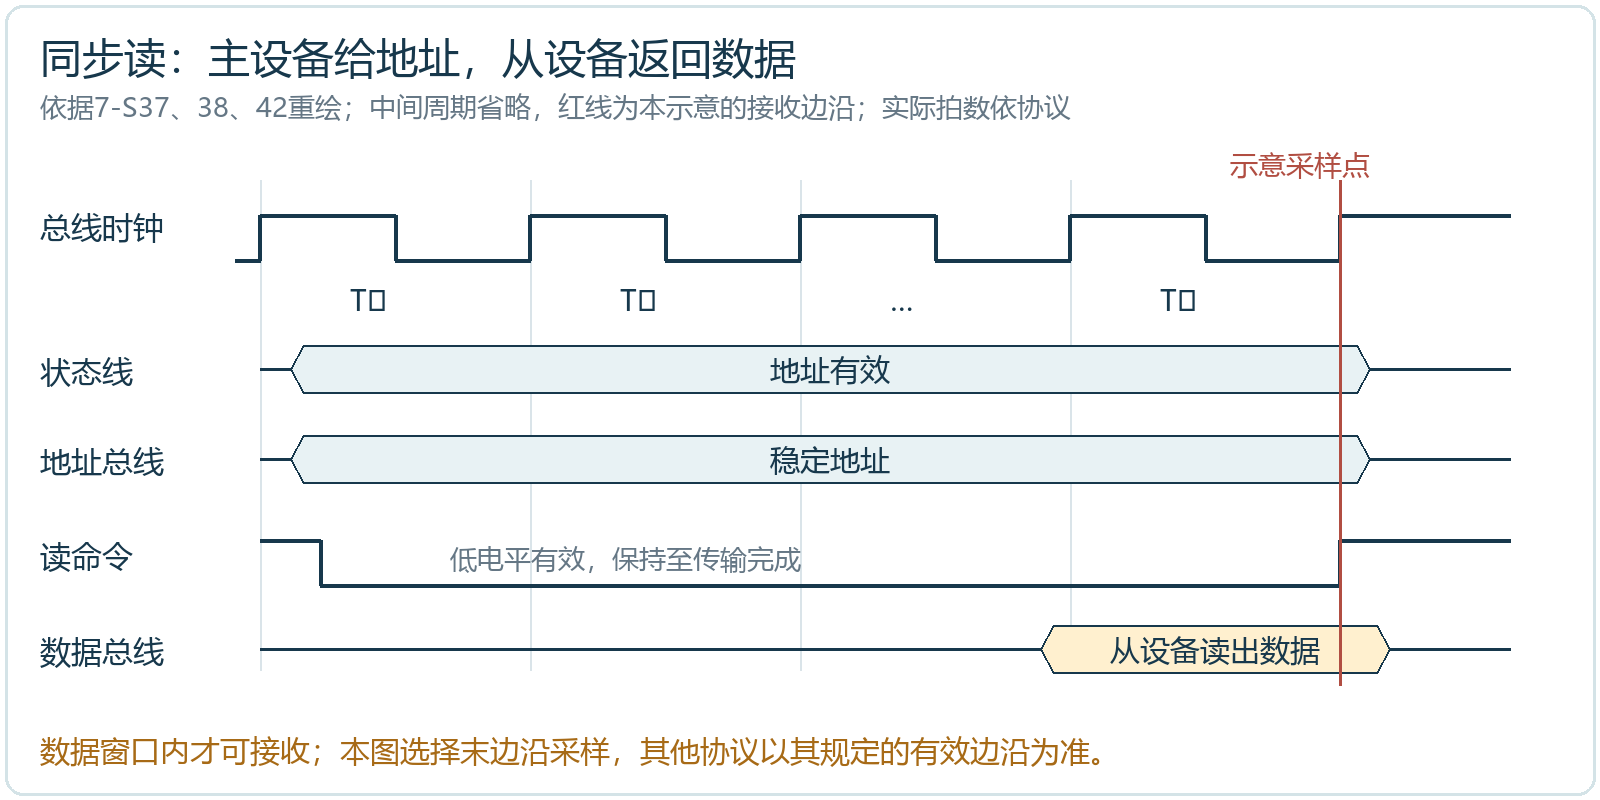 同步读：主设备给地址，从设备返回数据
依据7-S37、38、42重绘；中间周期省略，红线为本示意的接收边沿；实际拍数依协议
示意采样点
总线时钟
T□ T□ ... T□
状态线 地址有效
地址总线 稳定地址
读命令 低电平有效，保持至传输完成
数据总线 从设备读出数据
数据窗口内才可接收；本图选择末边沿采样，其他协议以其规定的有效边沿为准。